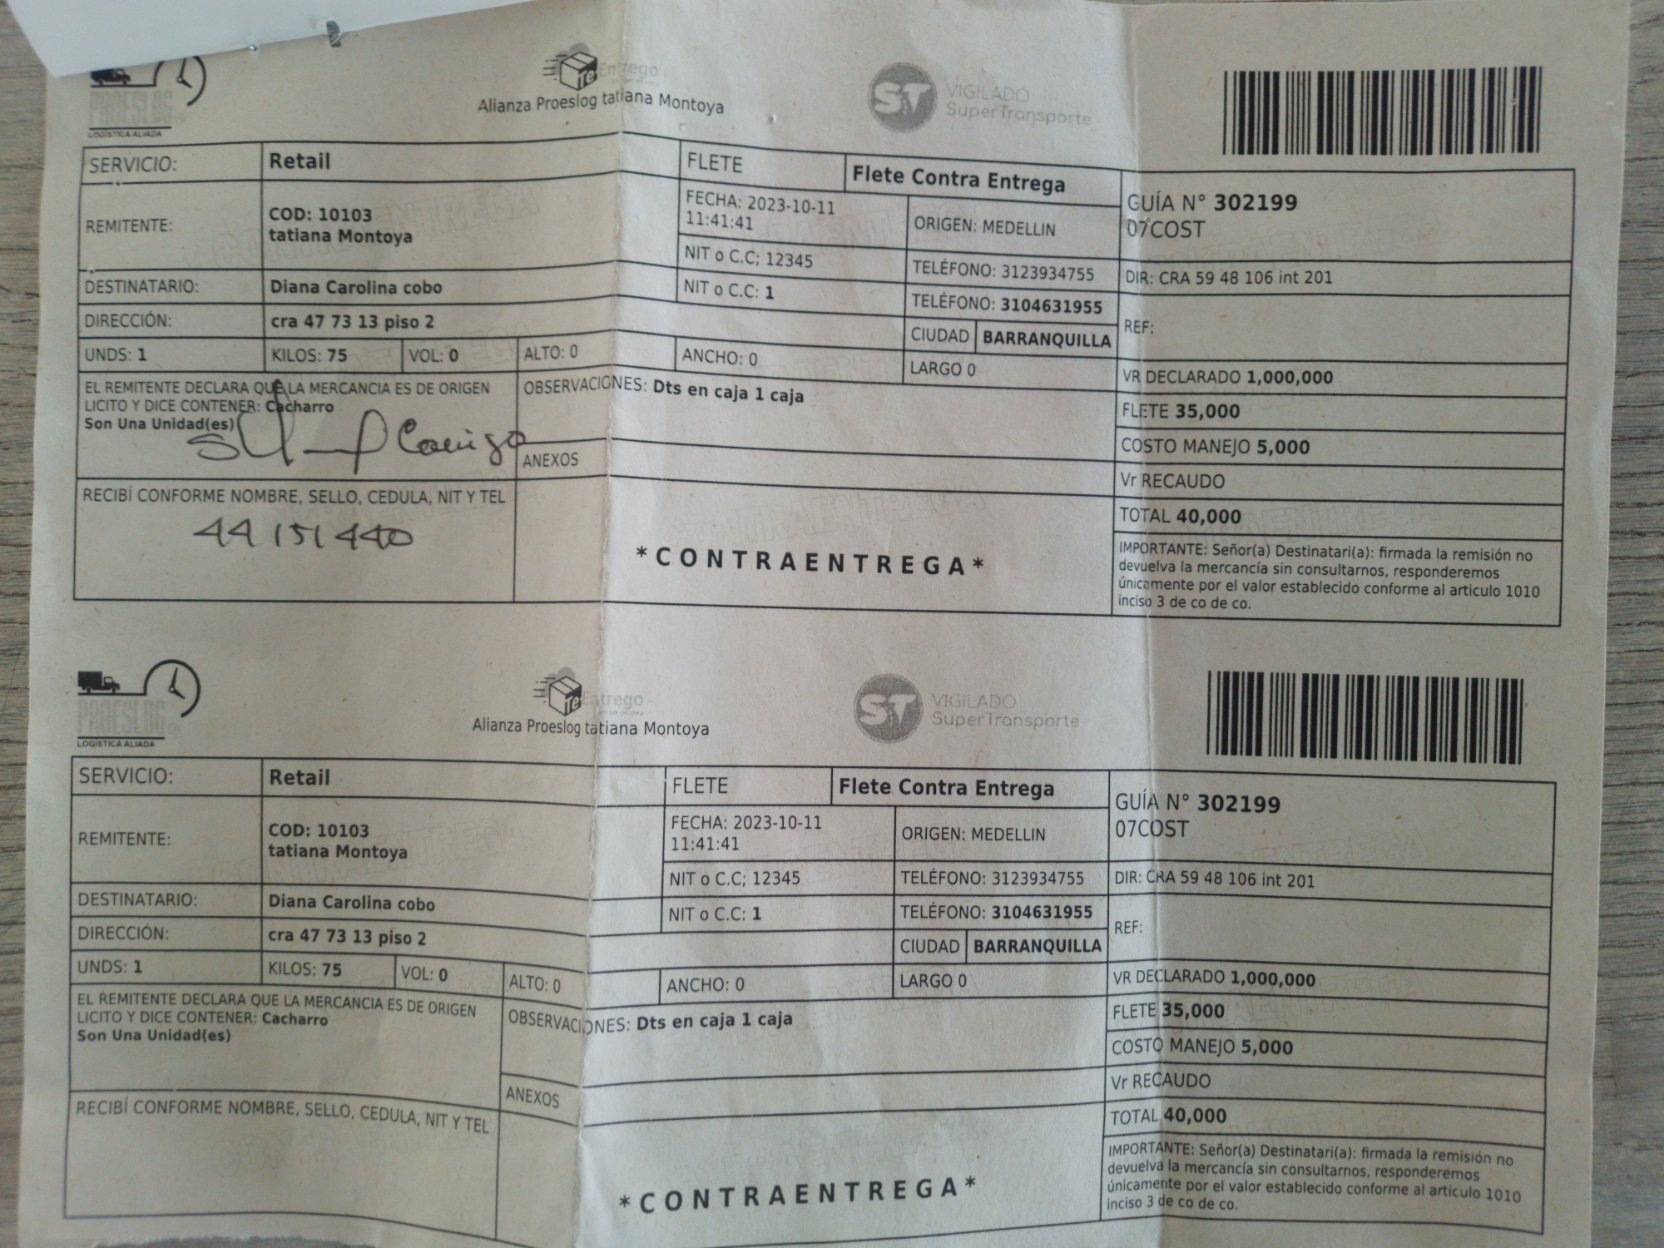 PROESLOG
LOGÍSTICA ALIADA
te Entrego
Alianza Proeslog tatiana Montoya
ST VIGILADO
SuperTransporte
SERVICIO: Retail FLETE Flete Contra Entrega
REMITENTE: COD: 10103
tatiana Montoya
FECHA: 2023-10-11
11:41:41
ORIGEN: MEDELLIN
GUÍA N° 302199
07COST
NIT o C.C; 12345 TELÉFONO: 3123934755 DIR: CRA 59 48 106 int 201
DESTINATARIO: Diana Carolina cobo NIT o C.C: 1 TELÉFONO: 3104631955
REF:
DIRECCIÓN: cra 47 73 13 piso 2 CIUDAD BARRANQUILLA
UNDS: 1 KILOS: 75 VOL: 0 ALTO: 0 ANCHO: 0 LARGO 0
VR DECLARADO 1,000,000
EL REMITENTE DECLARA QUE LA MERCANCIA ES DE ORIGEN
LICITO Y DICE CONTENER: Cacharro
Son Una Unidad(es)
OBSERVACIONES: Dts en caja 1 caja
FLETE 35,000
COSTO MANEJO 5,000
ANEXOS
Vr RECAUDO
RECIBÍ CONFORME NOMBRE, SELLO, CEDULA, NIT Y TEL
44151440
TOTAL 40,000
*CONTRAENTREGA*
IMPORTANTE: Señor(a) Destinatari(a): firmada la remisión no
devuelva la mercancía sin consultarnos, responderemos
únicamente por el valor establecido conforme al articulo 1010
inciso 3 de co de co.
PROESLOG
LOGÍSTICA ALIADA
te Entrego
Alianza Proeslog tatiana Montoya
ST VIGILADO
SuperTransporte
SERVICIO: Retail FLETE Flete Contra Entrega
REMITENTE: COD: 10103
tatiana Montoya
FECHA: 2023-10-11
11:41:41
ORIGEN: MEDELLIN
GUÍA N° 302199
07COST
NIT o C.C; 12345 TELÉFONO: 3123934755 DIR: CRA 59 48 106 int 201
DESTINATARIO: Diana Carolina cobo NIT o C.C: 1 TELÉFONO: 3104631955
REF:
DIRECCIÓN: cra 47 73 13 piso 2 CIUDAD BARRANQUILLA
UNDS: 1 KILOS: 75 VOL: 0 ALTO: 0 ANCHO: 0 LARGO 0
VR DECLARADO 1,000,000
EL REMITENTE DECLARA QUE LA MERCANCIA ES DE ORIGEN
LICITO Y DICE CONTENER: Cacharro
Son Una Unidad(es)
OBSERVACIONES: Dts en caja 1 caja
FLETE 35,000
COSTO MANEJO 5,000
ANEXOS
Vr RECAUDO
RECIBÍ CONFORME NOMBRE, SELLO, CEDULA, NIT Y TEL
TOTAL 40,000
*CONTRAENTREGA*
IMPORTANTE: Señor(a) Destinatari(a): firmada la remisión no
devuelva la mercancía sin consultarnos, responderemos
únicamente por el valor establecido conforme al articulo 1010
inciso 3 de co de co.